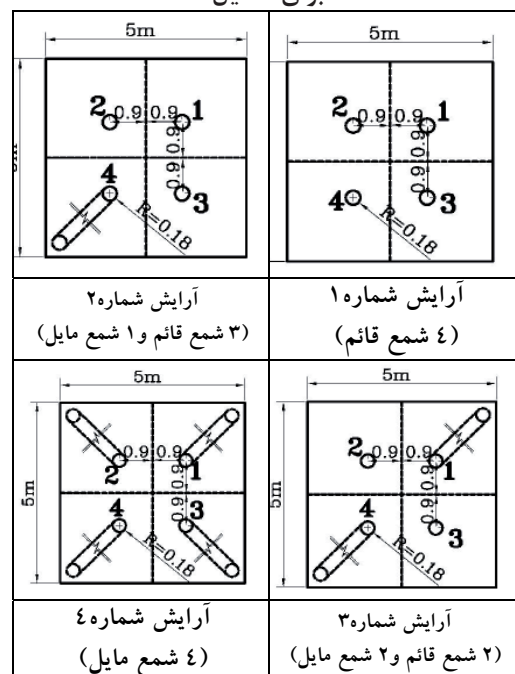 5m
2 0.9 0.9 1
0.9
0.9
4 3
R=0.18
آرایش شماره۱
(٤ شمع قائم)
5m
2 0.9 0.9 1
0.9
0.9
4 3
R=0.18
آرایش شماره۲
(۳ شمع قائم و۱ شمع مایل)
5m
5m
2 0.9 0.9 1
0.9
0.9
4 3
R=0.18
آرایش شماره۳
(۲ شمع قائم و۲ شمع مایل)
5m
5m
2 0.9 0.9 1
0.9
0.9
4 3
R=0.18
آرایش شماره٤
(٤ شمع مایل)